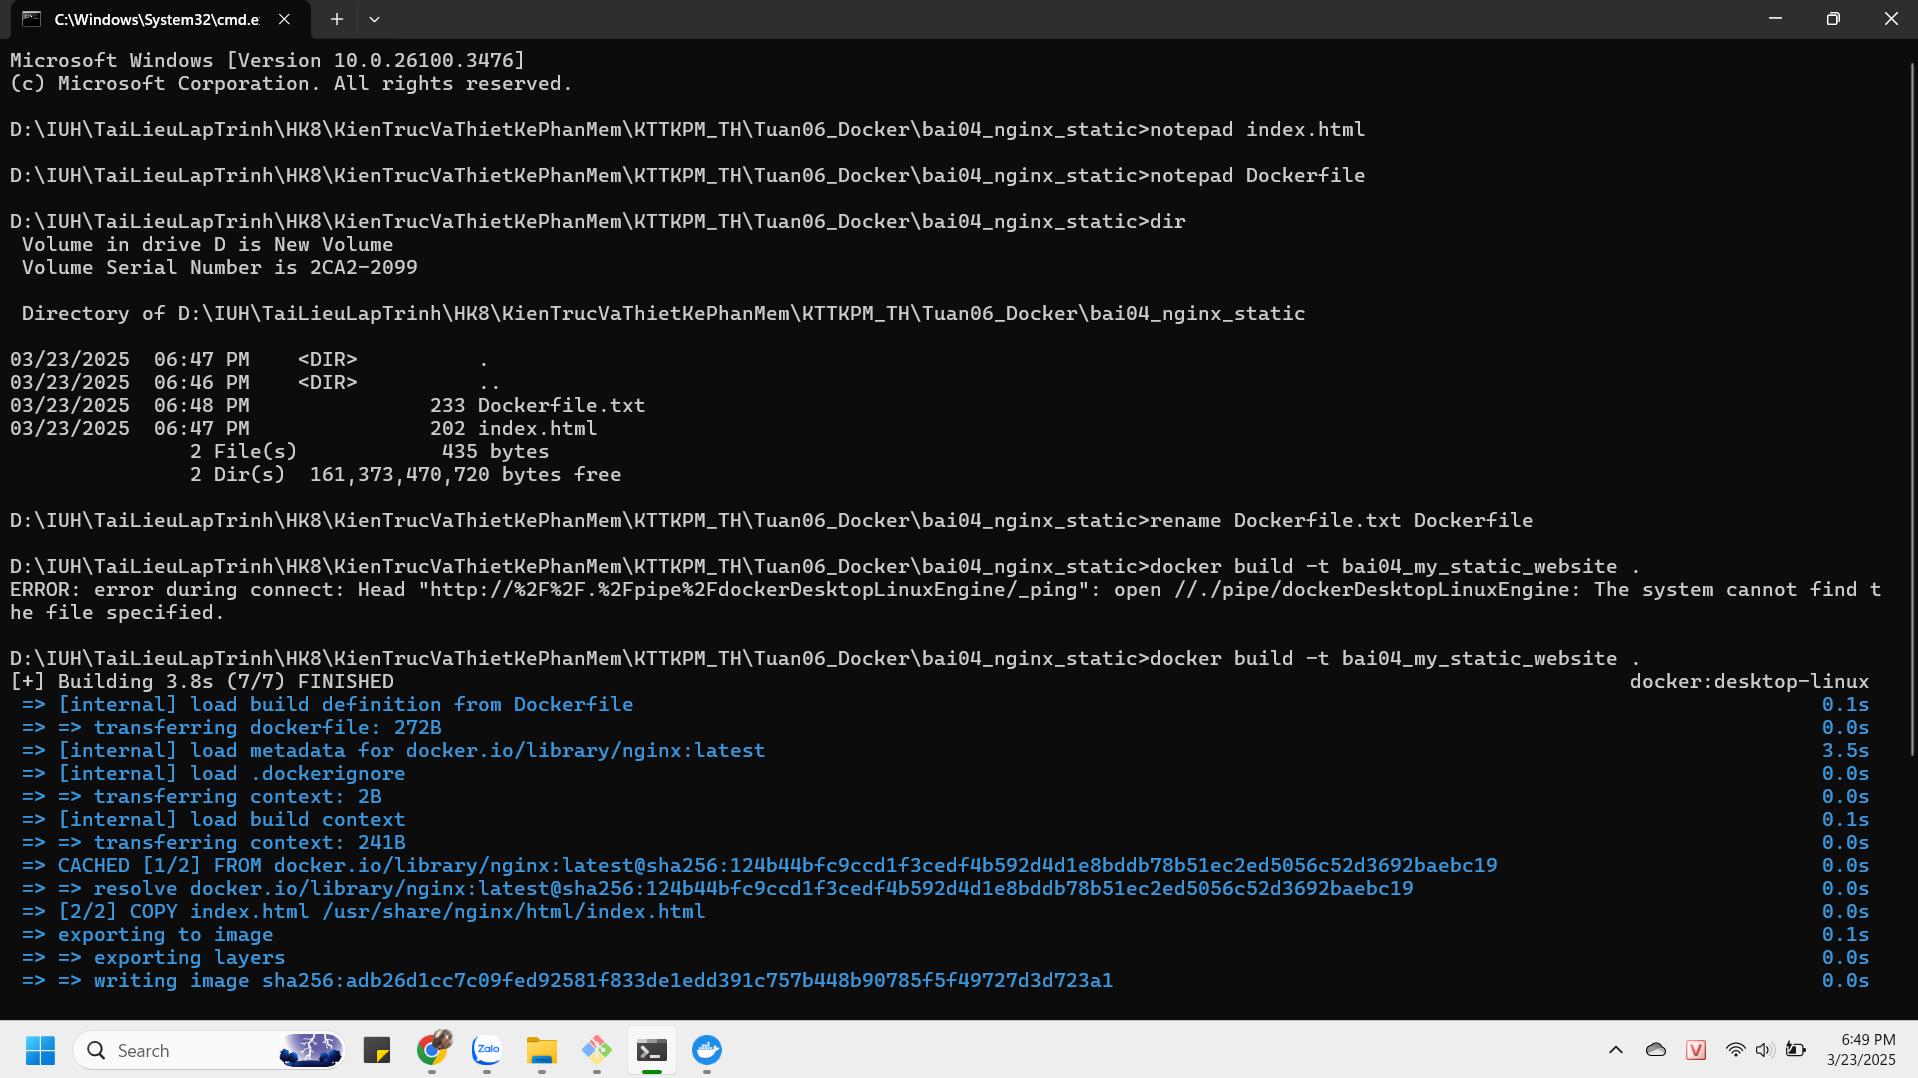 C:\Windows\System32\cmd.e
Microsoft Windows [Version 10.0.26100.3476]
(c) Microsoft Corporation. All rights reserved.
D:\IUH\TaiLieuLapTrinh\HK8\KienTrucVaThietKePhanMem\KTTKPM_TH\Tuan06_Docker\bai04_nginx_static>notepad index.html
D:\IUH\TaiLieuLapTrinh\HK8\KienTrucVaThietKePhanMem\KTTKPM_TH\Tuan06_Docker\bai04_nginx_static>notepad Dockerfile
D:\IUH\TaiLieuLapTrinh\HK8\KienTrucVaThietKePhanMem\KTTKPM_TH\Tuan06_Docker\bai04_nginx_static>dir
Volume in drive D is New Volume
Volume Serial Number is 2CA2-2099
Directory of D:\IUH\TaiLieuLapTrinh\HK8\KienTrucVaThietKePhanMem\KTTKPM_TH\Tuan06_Docker\bai04_nginx_static
03/23/2025  06:47 PM    <DIR>          .
03/23/2025  06:46 PM    <DIR>          ..
03/23/2025  06:48 PM               233 Dockerfile.txt
03/23/2025  06:47 PM               202 index.html
2 File(s)            435 bytes
2 Dir(s)  161,373,470,720 bytes free
D:\IUH\TaiLieuLapTrinh\HK8\KienTrucVaThietKePhanMem\KTTKPM_TH\Tuan06_Docker\bai04_nginx_static>rename Dockerfile.txt Dockerfile
D:\IUH\TaiLieuLapTrinh\HK8\KienTrucVaThietKePhanMem\KTTKPM_TH\Tuan06_Docker\bai04_nginx_static>docker build -t bai04_my_static_website .
ERROR: error during connect: Head "http://%2F%2F.%2Fpipe%2FdockerDesktopLinuxEngine/_ping": open //./pipe/dockerDesktopLinuxEngine: The system cannot find t
he file specified.
D:\IUH\TaiLieuLapTrinh\HK8\KienTrucVaThietKePhanMem\KTTKPM_TH\Tuan06_Docker\bai04_nginx_static>docker build -t bai04_my_static_website .
[+] Building 3.8s (7/7) FINISHED docker:desktop-linux
=> [internal] load build definition from Dockerfile 0.1s
=> => transferring dockerfile: 272B 0.0s
=> [internal] load metadata for docker.io/library/nginx:latest 3.5s
=> [internal] load .dockerignore 0.0s
=> => transferring context: 2B 0.0s
=> [internal] load build context 0.1s
=> => transferring context: 241B 0.0s
=> CACHED [1/2] FROM docker.io/library/nginx:latest@sha256:124b44bfc9ccd1f3cedf4b592d4d1e8bddb78b51ec2ed5056c52d3692baebc19 0.0s
=> => resolve docker.io/library/nginx:latest@sha256:124b44bfc9ccd1f3cedf4b592d4d1e8bddb78b51ec2ed5056c52d3692baebc19 0.0s
=> [2/2] COPY index.html /usr/share/nginx/html/index.html 0.0s
=> exporting to image 0.1s
=> => exporting layers 0.0s
=> => writing image sha256:adb26d1cc7c09fed92581f833de1edd391c757b448b90785f5f49727d3d723a1 0.0s
Search
Zalo
V
6:49 PM
3/23/2025